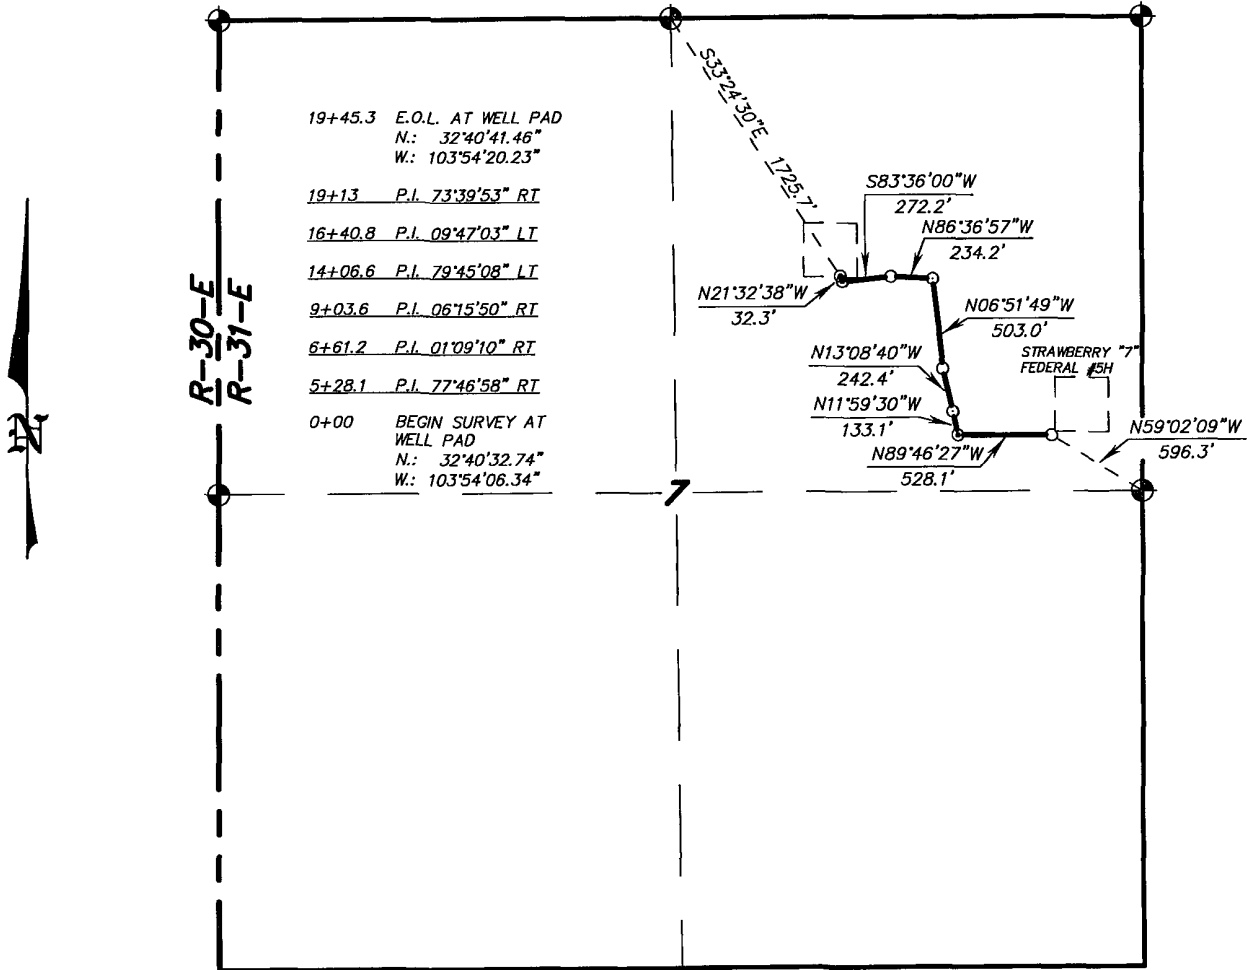 S33°24'30"E 1725.7'
19+45.3 E.O.L. AT WELL PAD
N.: 32°40'41.46"
W.: 103°54'20.23"
19+13 P.I. 73°39'53" RT
16+40.8 P.I. 09°47'03" LT
14+06.6 P.I. 79°45'08" LT
9+03.6 P.I. 06°15'50" RT
6+61.2 P.I. 01°09'10" RT
5+28.1 P.I. 77°46'58" RT
0+00 BEGIN SURVEY AT
WELL PAD
N.: 32°40'32.74"
W.: 103°54'06.34"
R-30-E
R-31-E
S83°36'00"W
272.2'
N86°36'57"W
234.2'
N21°32'38"W
32.3'
N06°51'49"W
503.0'
STRAWBERRY "7"
FEDERAL #5H
N13°08'40"W
242.4'
N11°59'30"W
133.1'
N89°46'27"W
528.1'
N59°02'09"W
596.3'
7
N